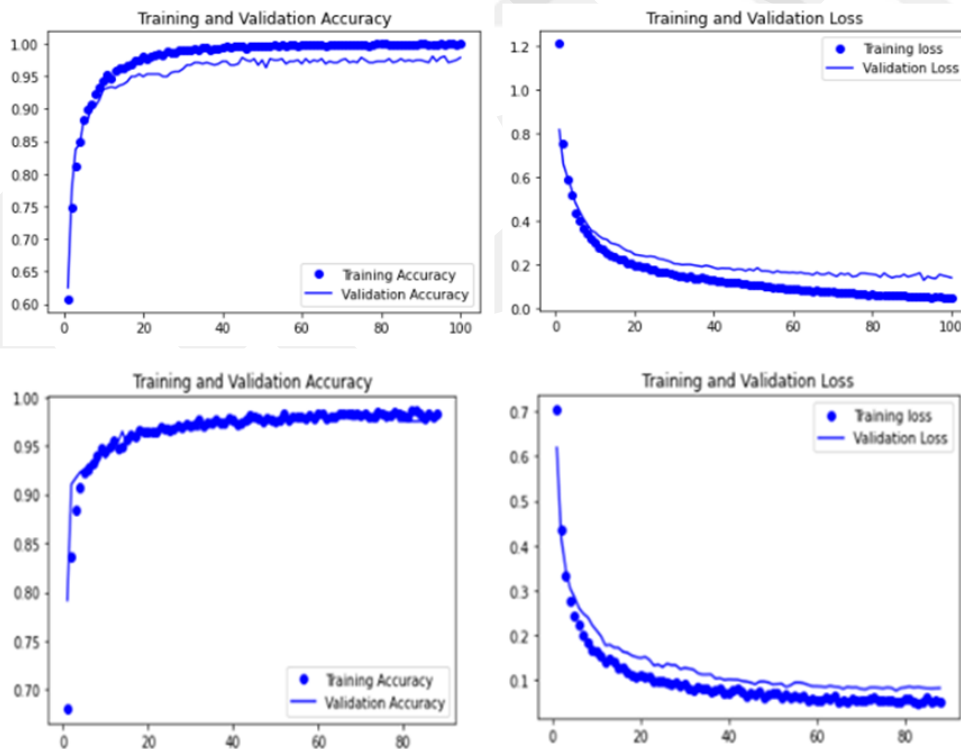 Training and Validation Accuracy
1.00
0.95
0.90
0.85
0.80
0.75
0.70
0.65
0.60
0 20 40 60 80 100
Training Accuracy
Validation Accuracy
Training and Validation Loss
1.2
1.0
0.8
0.6
0.4
0.2
0.0
0 20 40 60 80 100
Training loss
Validation Loss
Training and Validation Accuracy
1.00
0.95
0.90
0.85
0.80
0.75
0.70
0 20 40 60 80
Training Accuracy
Validation Accuracy
Training and Validation Loss
0.7
0.6
0.5
0.4
0.3
0.2
0.1
0 20 40 60 80
Training loss
Validation Loss